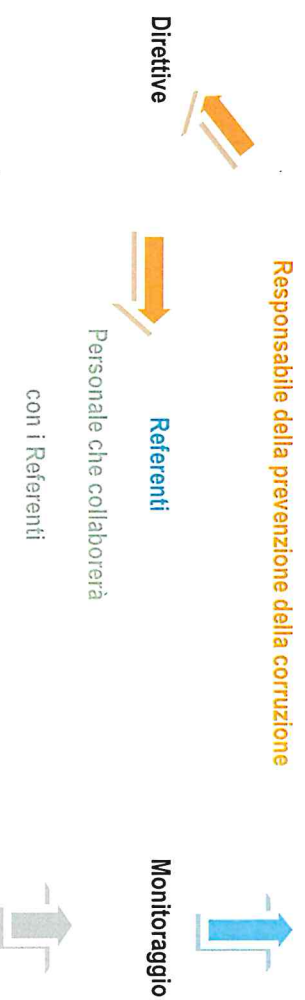 Responsabile della prevenzione della corruzione
Direttive
Referenti
Monitoraggio
Personale che collaborerà
con i Referenti